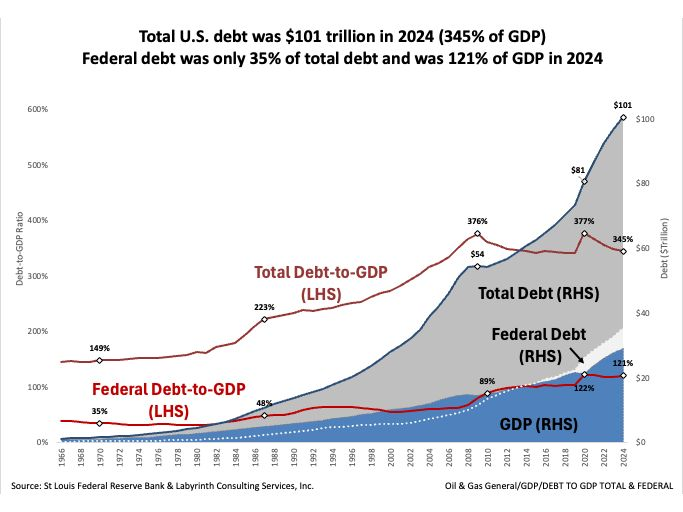 Total U.S. debt was $101 trillion in 2024 (345% of GDP)
Federal debt was only 35% of total debt and was 121% of GDP in 2024
600%
500%
400%
300%
200%
100%
0%
Debt-to-GDP Ratio
$100
$80
$60
$40
$20
$0
Debt ($Trillion)
$101
$81
376%
377%
345%
$54
Total Debt-to-GDP
(LHS)
223%
Total Debt (RHS)
149%
Federal Debt
(RHS)
Federal Debt-to-GDP
(LHS)
35%
48%
89%
122%
121%
GDP (RHS)
1966 1968 1970 1972 1974 1976 1978 1980 1982 1984 1986 1988 1990 1992 1994 1996 1998 2000 2002 2004 2006 2008 2010 2012 2014 2016 2018 2020 2022 2024
Source: St Louis Federal Reserve Bank & Labyrinth Consulting Services, Inc.
Oil & Gas General/GDP/DEBT TO GDP TOTAL & FEDERAL